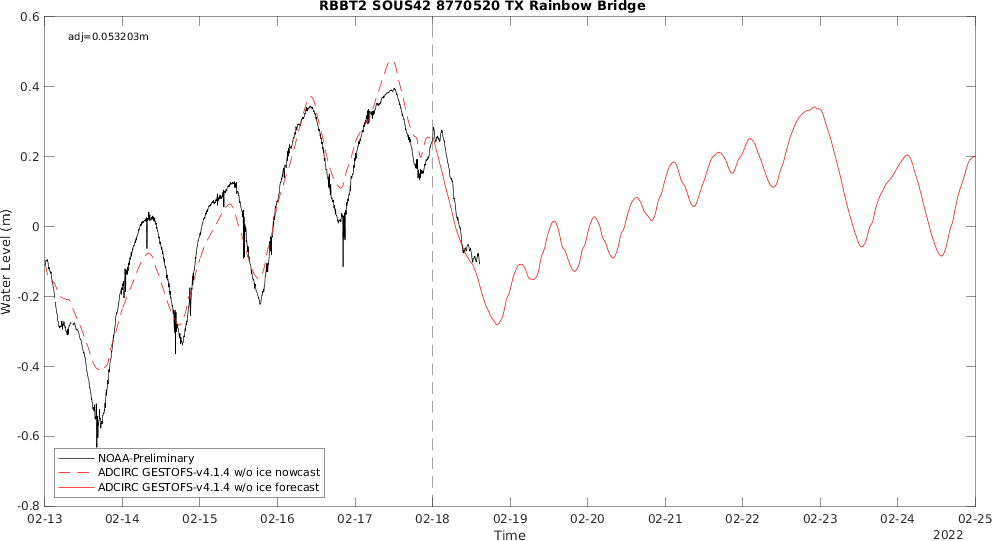 RBBT2 SOUS42 8770520 TX Rainbow Bridge
adj=0.053203m
0.6
0.4
0.2
0
-0.2
-0.4
-0.6
-0.8
Water Level (m)
NOAA-Preliminary
ADCIRC GESTOFS-v4.1.4 w/o ice nowcast
ADCIRC GESTOFS-v4.1.4 w/o ice forecast
02-13 02-14 02-15 02-16 02-17 02-18 02-19 02-20 02-21 02-22 02-23 02-24 02-25
Time
2022